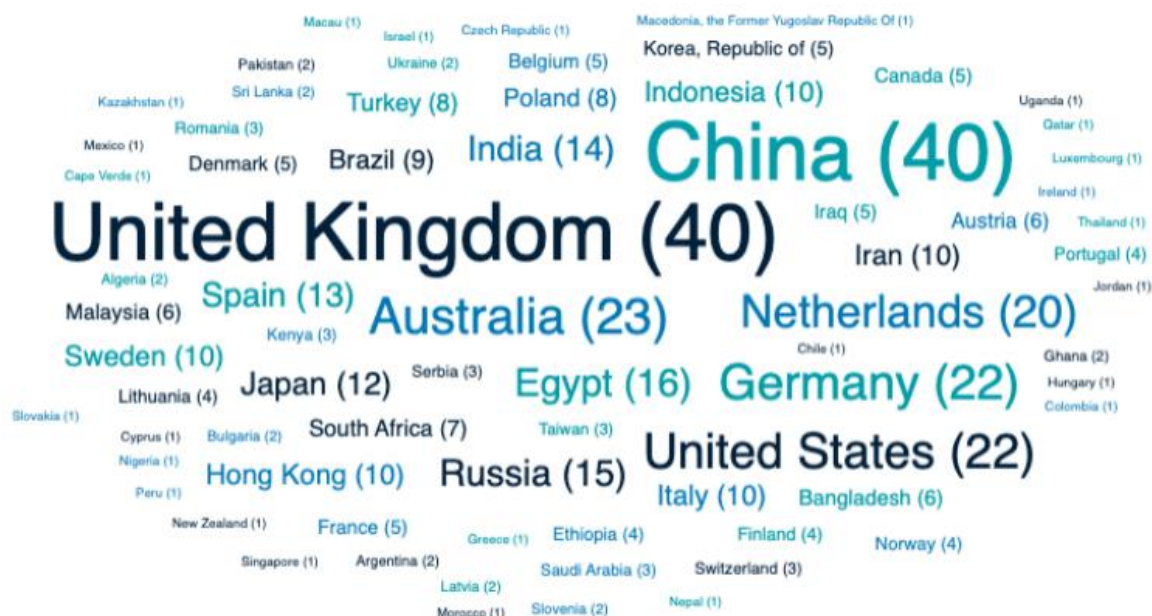 Macau (1)
Macedonia, the Former Yugoslav Republic Of (1)
Israel (1)
Czech Republic (1)
Korea, Republic of (5)
Pakistan (2)
Ukraine (2)
Belgium (5)
Canada (5)
Kazakhstan (1)
Sri Lanka (2)
Turkey (8)
Poland (8)
Indonesia (10)
Uganda (1)
Romania (3)
Qatar (1)
Mexico (1)
Denmark (5)
Brazil (9)
India (14)
China (40)
Luxembourg (1)
Cape Verde (1)
Ireland (1)
United Kingdom (40)
Iraq (5)
Austria (6)
Thailand (1)
Iran (10)
Portugal (4)
Algeria (2)
Jordan (1)
Malaysia (6)
Spain (13)
Australia (23)
Netherlands (20)
Kenya (3)
Chile (1)
Sweden (10)
Ghana (2)
Japan (12)
Serbia (3)
Egypt (16)
Germany (22)
Hungary (1)
Lithuania (4)
Colombia (1)
Slovakia (1)
Cyprus (1)
Bulgaria (2)
South Africa (7)
Taiwan (3)
United States (22)
Nigeria (1)
Hong Kong (10)
Russia (15)
Italy (10)
Bangladesh (6)
Peru (1)
New Zealand (1)
France (5)
Greece (1)
Ethiopia (4)
Finland (4)
Norway (4)
Singapore (1)
Argentina (2)
Saudi Arabia (3)
Switzerland (3)
Latvia (2)
Morocco (1)
Slovenia (2)
Nepal (1)